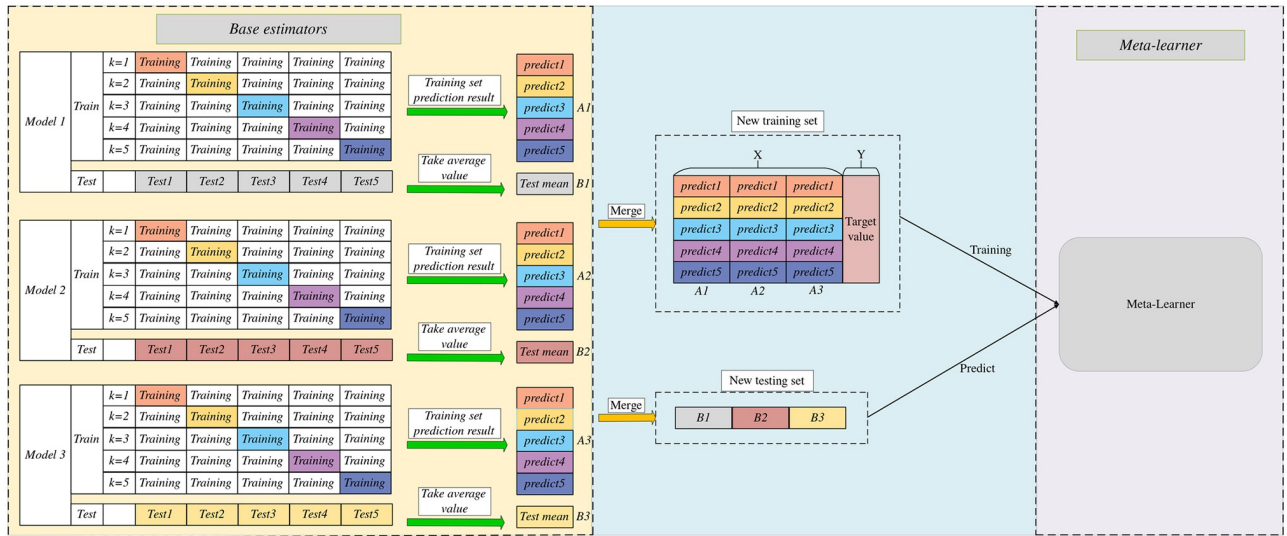 Base estimators
Model 1
Train
k=1 Training Training Training Training Training
k=2 Training Training Training Training Training
k=3 Training Training Training Training Training
k=4 Training Training Training Training Training
k=5 Training Training Training Training Training
Test Test1 Test2 Test3 Test4 Test5
Training set
prediction result
Take average
value
predict1
predict2
predict3
predict4
predict5
A1
Test mean B1
Model 2
Train
k=1 Training Training Training Training Training
k=2 Training Training Training Training Training
k=3 Training Training Training Training Training
k=4 Training Training Training Training Training
k=5 Training Training Training Training Training
Test Test1 Test2 Test3 Test4 Test5
Training set
prediction result
Take average
value
predict1
predict2
predict3
predict4
predict5
A2
Test mean B2
Model 3
Train
k=1 Training Training Training Training Training
k=2 Training Training Training Training Training
k=3 Training Training Training Training Training
k=4 Training Training Training Training Training
k=5 Training Training Training Training Training
Test Test1 Test2 Test3 Test4 Test5
Training set
prediction result
Take average
value
predict1
predict2
predict3
predict4
predict5
A3
Test mean B3
Merge
New training set
X Y
predict1 predict1 predict1
predict2 predict2 predict2
predict3 predict3 predict3
predict4 predict4 predict4
predict5 predict5 predict5
Target
value
A1 A2 A3
Merge
New testing set
B1 B2 B3
Training
Predict
Meta-learner
Meta-Learner